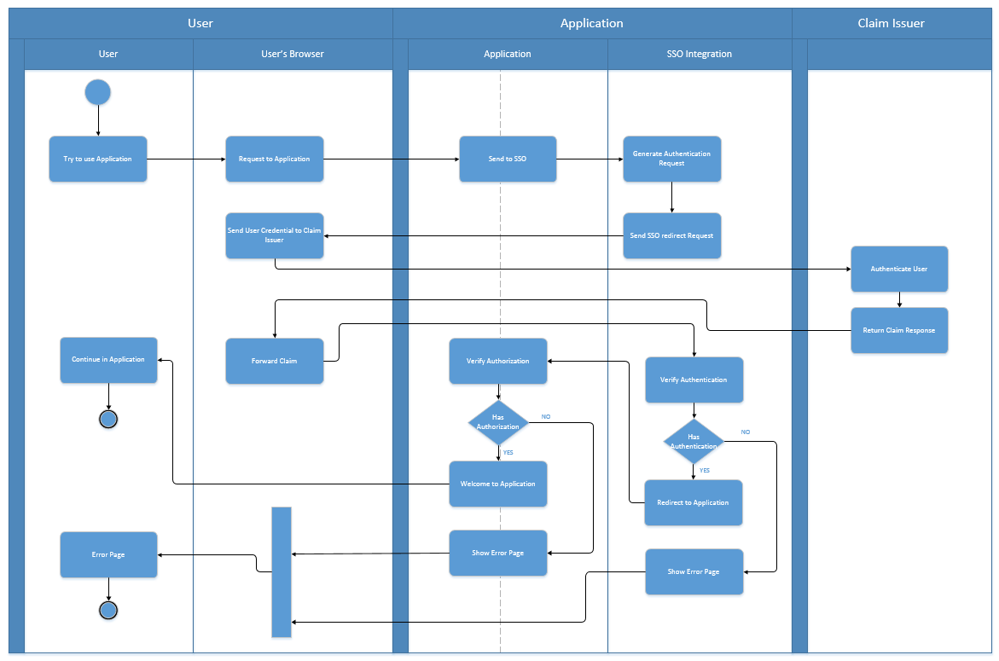 User
Application
Claim Issuer
User
User's Browser
Application
SSO Integration
Try to use Application
Request to Application
Send to SSO
Generate Authentication
Request
Send User Credential to Claim
Issuer
Send SSO redirect Request
Authenticate User
Return Claim Response
Continue in Application
Forward Claim
Verify Authorization
Verify Authentication
Has
Authorization
NO
YES
Has
Authentication
NO
YES
Welcome to Application
Redirect to Application
Error Page
Show Error Page
Show Error Page